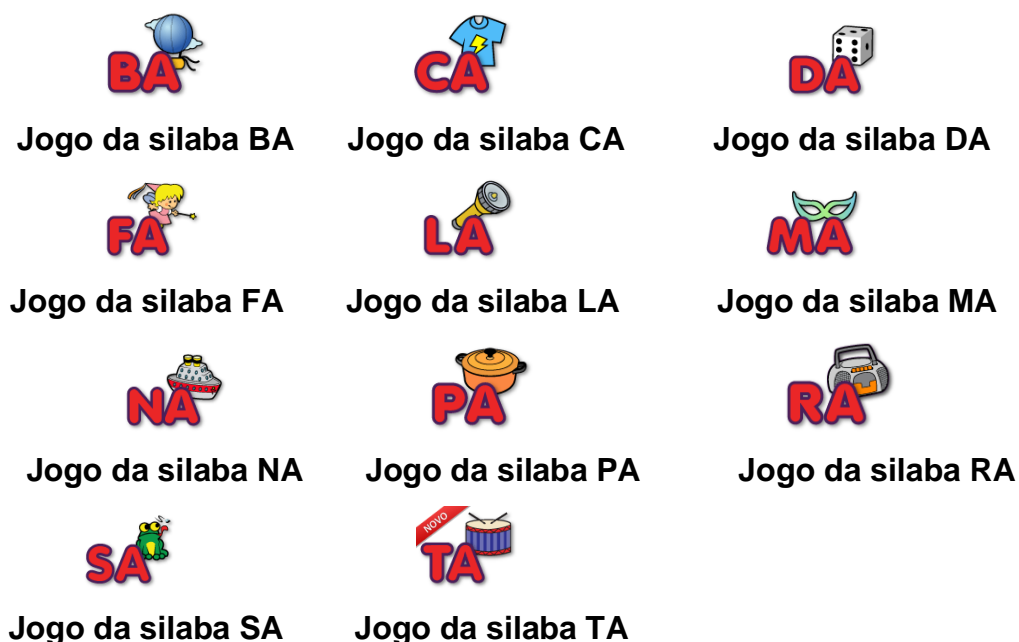 BA CA DA
Jogo da silaba BA Jogo da silaba CA Jogo da silaba DA
FA LA MA
Jogo da silaba FA Jogo da silaba LA Jogo da silaba MA
NA PA RA
Jogo da silaba NA Jogo da silaba PA Jogo da silaba RA
NOVO
SA TA
Jogo da silaba SA Jogo da silaba TA